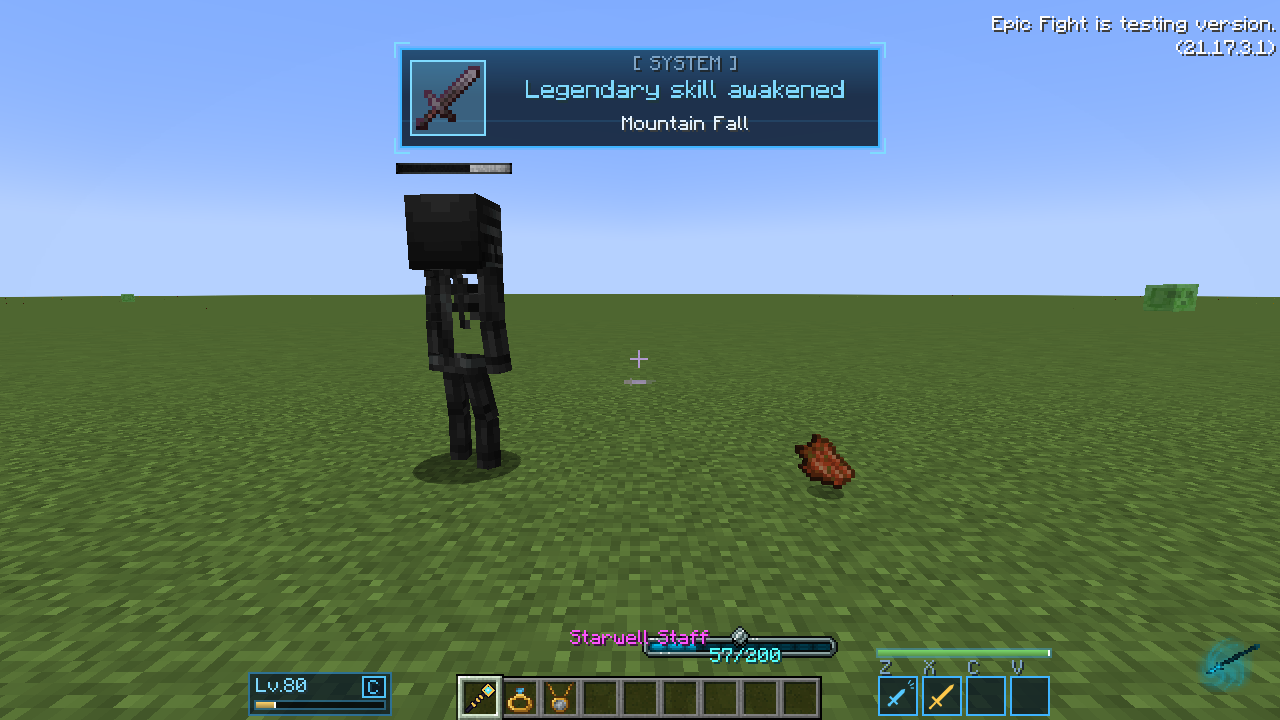 Epic Fight is testing version.
(21.17.3.1)
[ SYSTEM ]
Legendary skill awakened
Mountain Fall
Starwell Staff
57/200
Z X C V
Lv.80 C